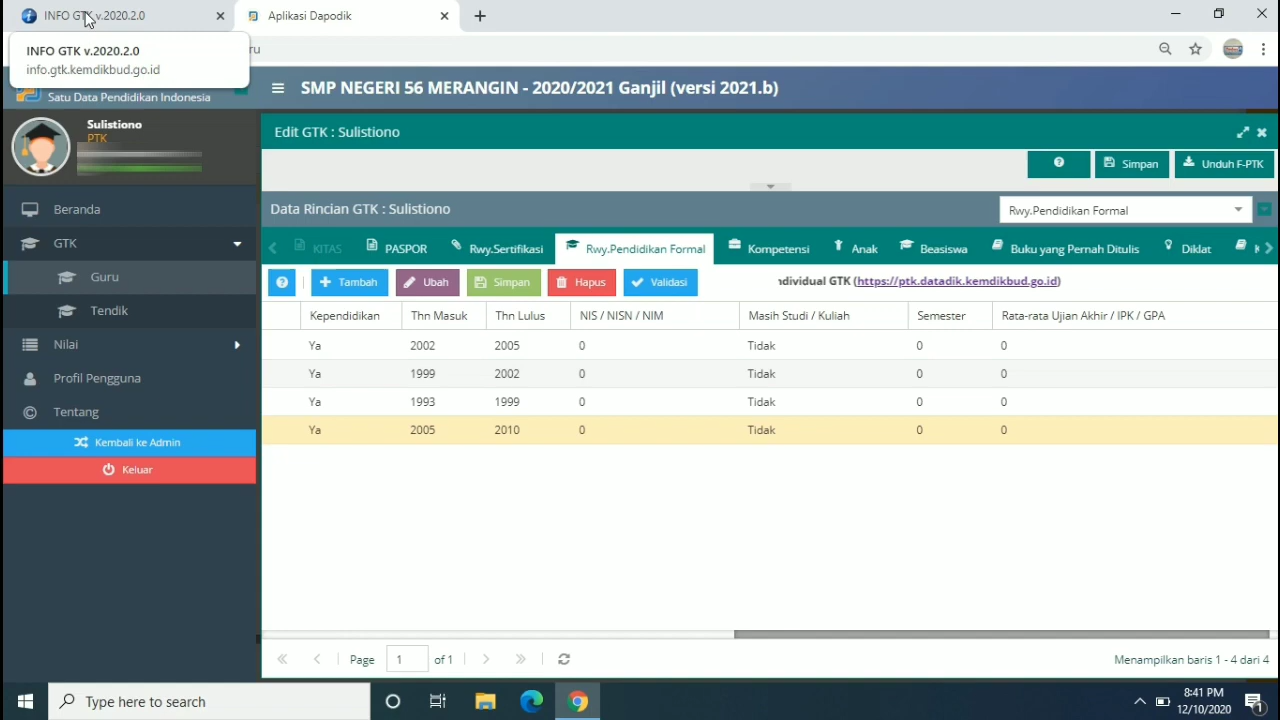 INFO GTK v.2020.2.0
Aplikasi Dapodik
INFO GTK v.2020.2.0
info.gtk.kemdikbud.go.id
ru
Satu Data Pendidikan Indonesia
SMP NEGERI 56 MERANGIN - 2020/2021 Ganjil (versi 2021.b)
Sulistiono
PTK
Beranda
GTK
Guru
Tendik
Nilai
Profil Pengguna
Tentang
Kembali ke Admin
Keluar
Edit GTK : Sulistiono
Simpan
Unduh F-PTK
Data Rincian GTK : Sulistiono
Rwy.Pendidikan Formal
KITAS
PASPOR
Rwy.Sertifikasi
Rwy.Pendidikan Formal
Kompetensi
Anak
Beasiswa
Buku yang Pernah Ditulis
Diklat
Tambah
Ubah
Simpan
Hapus
Validasi
ndividual GTK (https://ptk.datadik.kemdikbud.go.id)
Kependidikan Thn Masuk Thn Lulus NIS / NISN / NIM Masih Studi / Kuliah Semester Rata-rata Ujian Akhir / IPK / GPA
Ya 2002 2005 0 Tidak 0 0
Ya 1999 2002 0 Tidak 0 0
Ya 1993 1999 0 Tidak 0 0
Ya 2005 2010 0 Tidak 0 0
Page 1 of 1
Menampilkan baris 1 - 4 dari 4
Type here to search
8:41 PM
12/10/2020
1